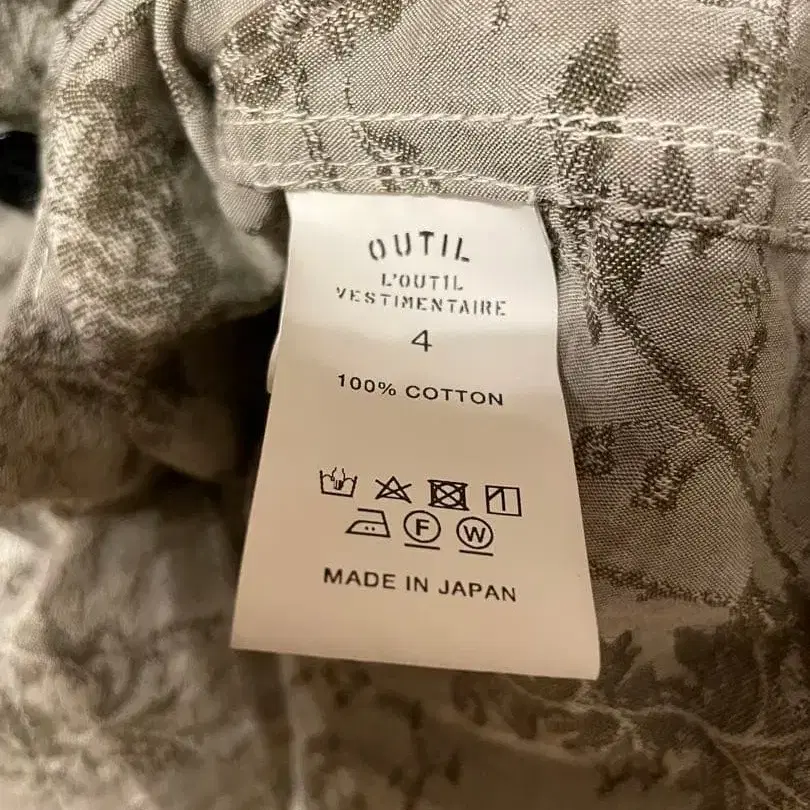 OUTIL
L'OUTIL
VESTIMENTAIRE
4
100% COTTON
F W
MADE IN JAPAN